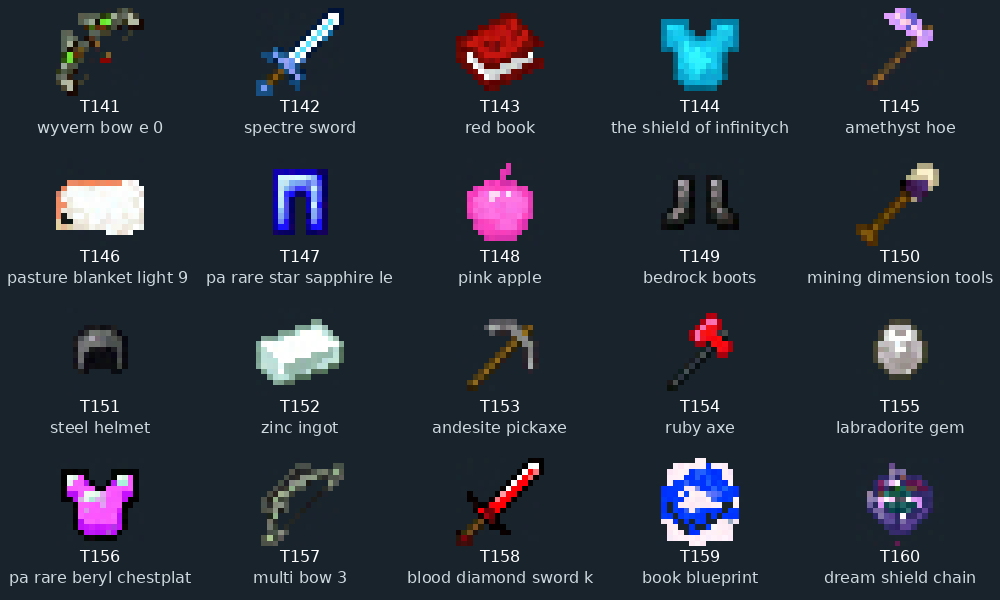 T141 T142 T143 T144 T145
wyvern bow e 0 spectre sword red book the shield of infinitych amethyst hoe
T146 T147 T148 T149 T150
pasture blanket light 9 pa rare star sapphire le pink apple bedrock boots mining dimension tools
T151 T152 T153 T154 T155
steel helmet zinc ingot andesite pickaxe ruby axe labradorite gem
T156 T157 T158 T159 T160
pa rare beryl chestplat multi bow 3 blood diamond sword k book blueprint dream shield chain